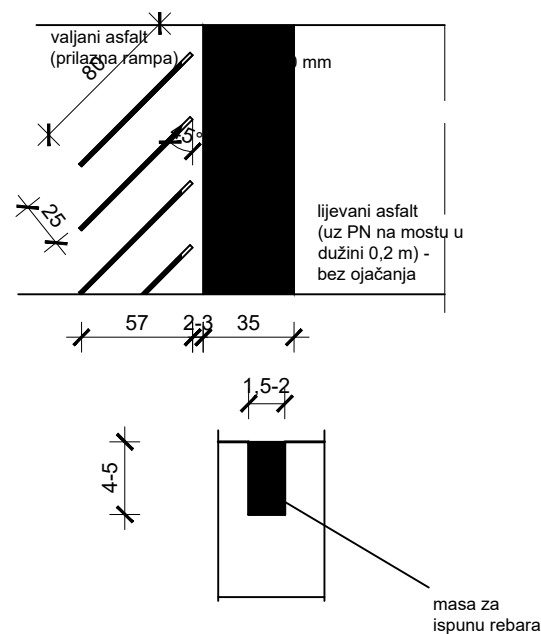 valjani asfalt
(prilazna rampa)
80
mm
45°
25
lijevani asfalt
(uz PN na mostu u
dužini 0,2 m) -
bez ojačanja
57
2-3
35
1,5-2
4-5
masa za
ispunu rebara